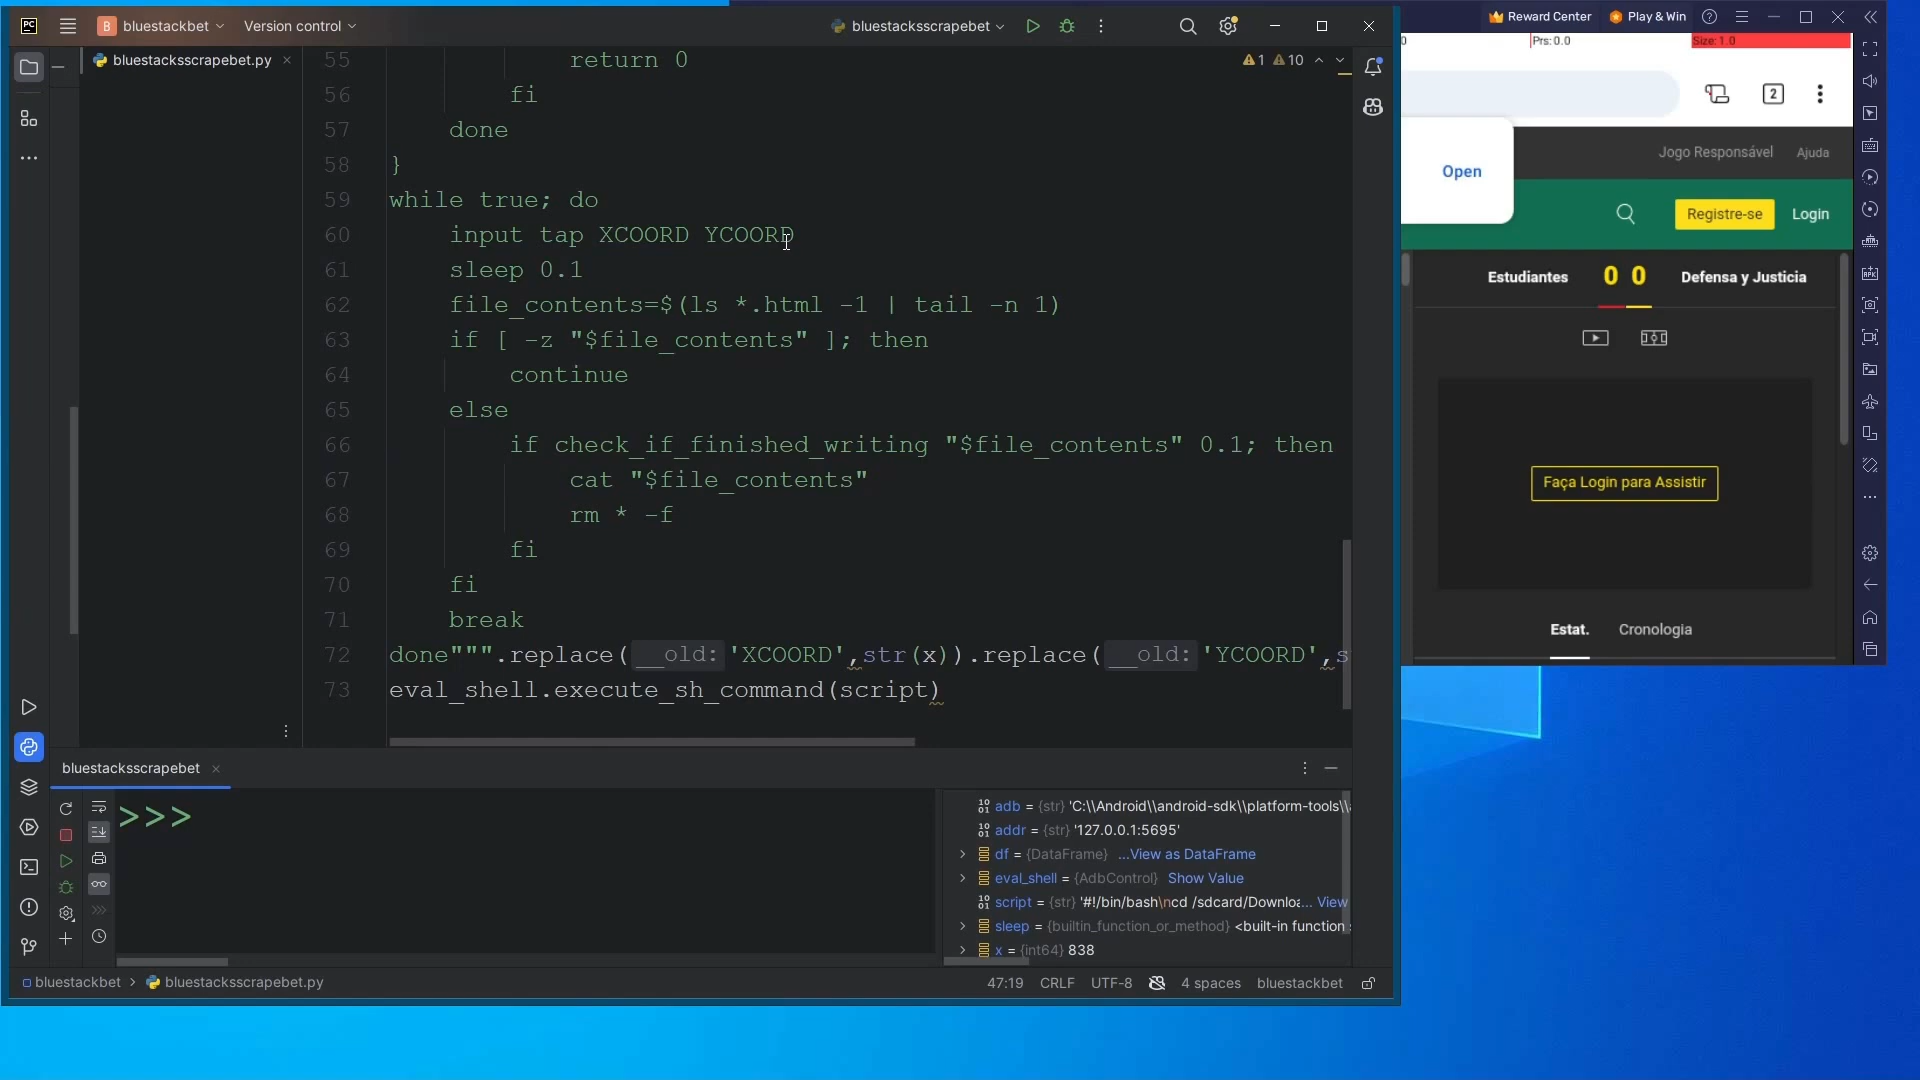 PC
B
bluestackbet
Version control
bluestacksscrapebet
bluestacksscrapebet.py
1
10
55 return 0
56 fi
57 done
58 }
59 while true; do
60 input tap XCOORD YCOORD
61 sleep 0.1
62 file_contents=$(ls *.html -1 | tail -n 1)
63 if [ -z "$file_contents" ]; then
64 continue
65 else
66 if check_if_finished_writing "$file_contents" 0.1; then
67 cat "$file_contents"
68 rm * -f
69 fi
70 fi
71 break
72 done""".replace(__old: 'XCOORD',str(x)).replace(__old: 'YCOORD',s
73 eval_shell.execute_sh_command(script)
bluestacksscrapebet
>>>
adb = {str} 'C:\\Android\\android-sdk\\platform-tools\\
addr = {str} '127.0.0.1:5695'
df = {DataFrame} ...View as DataFrame
eval_shell = {AdbControl} Show Value
script = {str} '#!/bin/bash\ncd /sdcard/Downloa... View
sleep = {builtin_function_or_method} <built-in function
x = {int64} 838
bluestackbet > bluestacksscrapebet.py
47:19 CRLF UTF-8 4 spaces bluestackbet
Reward Center Play & Win
0 Prs: 0.0 Size: 1.0
2
Open
Jogo Responsável Ajuda
Registre-se Login
Estudiantes 0 0 Defensa y Justicia
Faça Login para Assistir
Estat. Cronologia